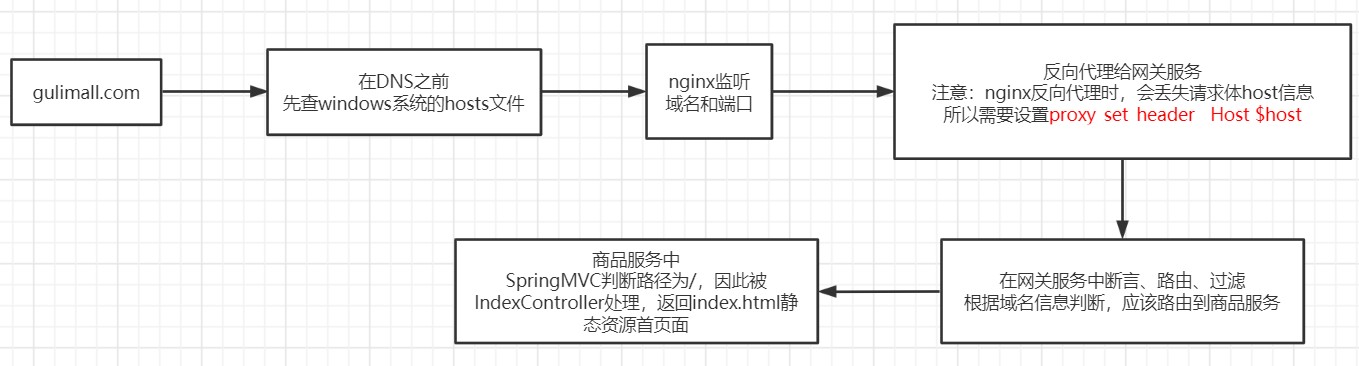 gulimall.com
在DNS之前
先查windows系统的hosts文件
nginx监听
域名和端口
反向代理给网关服务
注意：nginx反向代理时，会丢失请求体host信息
所以需要设置proxy set header Host $host
在网关服务中断言、路由、过滤
根据域名信息判断，应该路由到商品服务
商品服务中
SpringMVC判断路径为/，因此被
IndexController处理，返回index.html静
态资源首页面